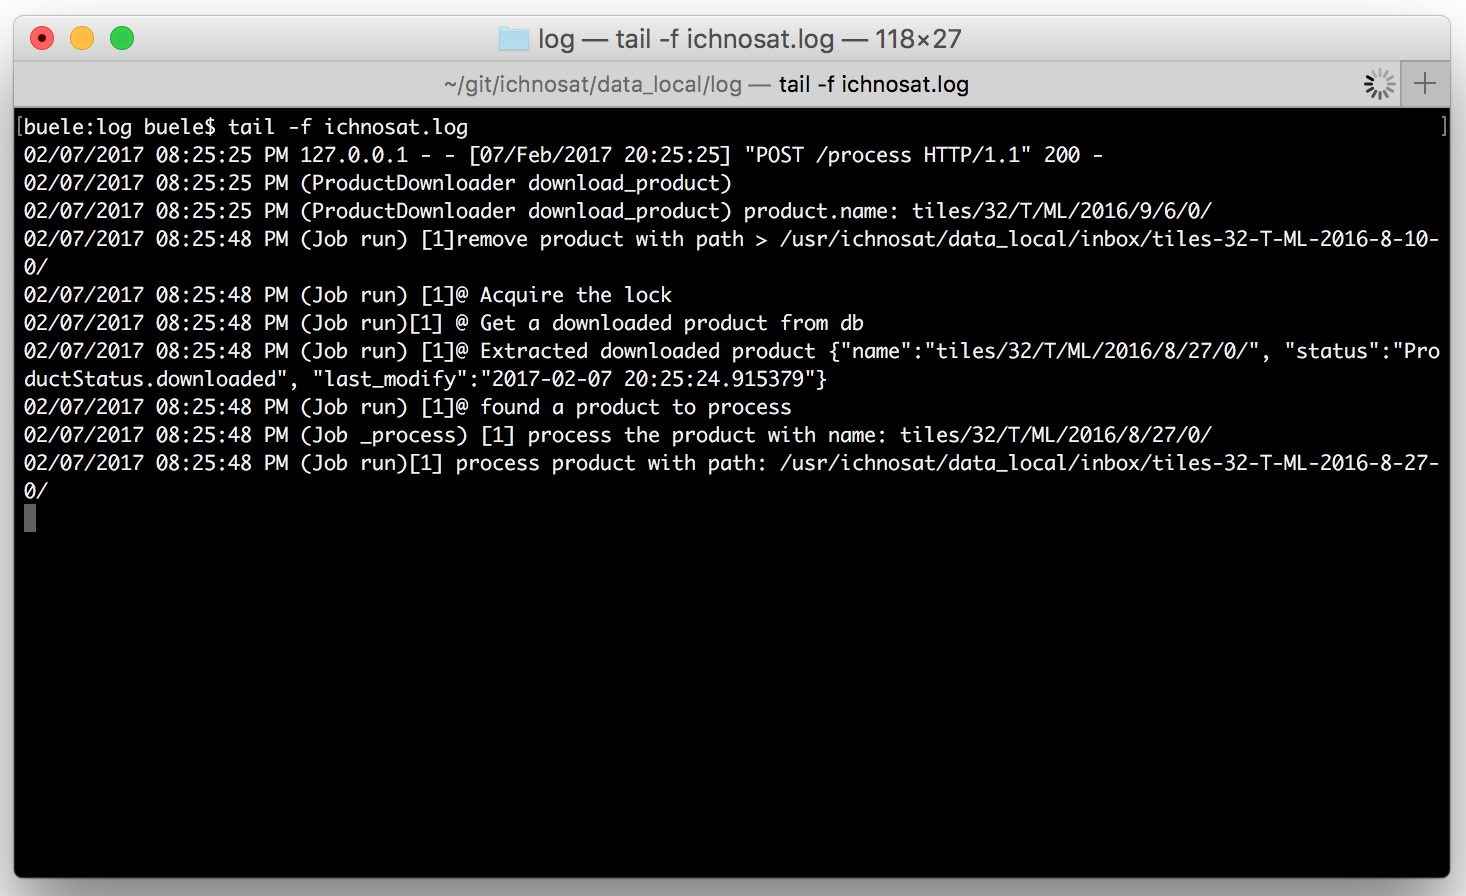 log — tail -f ichnosat.log — 118×27
~/git/ichnosat/data_local/log — tail -f ichnosat.log
[buele:log buele$ tail -f ichnosat.log ]
02/07/2017 08:25:25 PM 127.0.0.1 - - [07/Feb/2017 20:25:25] "POST /process HTTP/1.1" 200 -
02/07/2017 08:25:25 PM (ProductDownloader download_product)
02/07/2017 08:25:25 PM (ProductDownloader download_product) product.name: tiles/32/T/ML/2016/9/6/0/
02/07/2017 08:25:48 PM (Job run) [1]remove product with path > /usr/ichnosat/data_local/inbox/tiles-32-T-ML-2016-8-10-
0/
02/07/2017 08:25:48 PM (Job run) [1]@ Acquire the lock
02/07/2017 08:25:48 PM (Job run)[1] @ Get a downloaded product from db
02/07/2017 08:25:48 PM (Job run) [1]@ Extracted downloaded product {"name":"tiles/32/T/ML/2016/8/27/0/", "status":"Pro
ductStatus.downloaded", "last_modify":"2017-02-07 20:25:24.915379"}
02/07/2017 08:25:48 PM (Job run) [1]@ found a product to process
02/07/2017 08:25:48 PM (Job _process) [1] process the product with name: tiles/32/T/ML/2016/8/27/0/
02/07/2017 08:25:48 PM (Job run)[1] process product with path: /usr/ichnosat/data_local/inbox/tiles-32-T-ML-2016-8-27-
0/